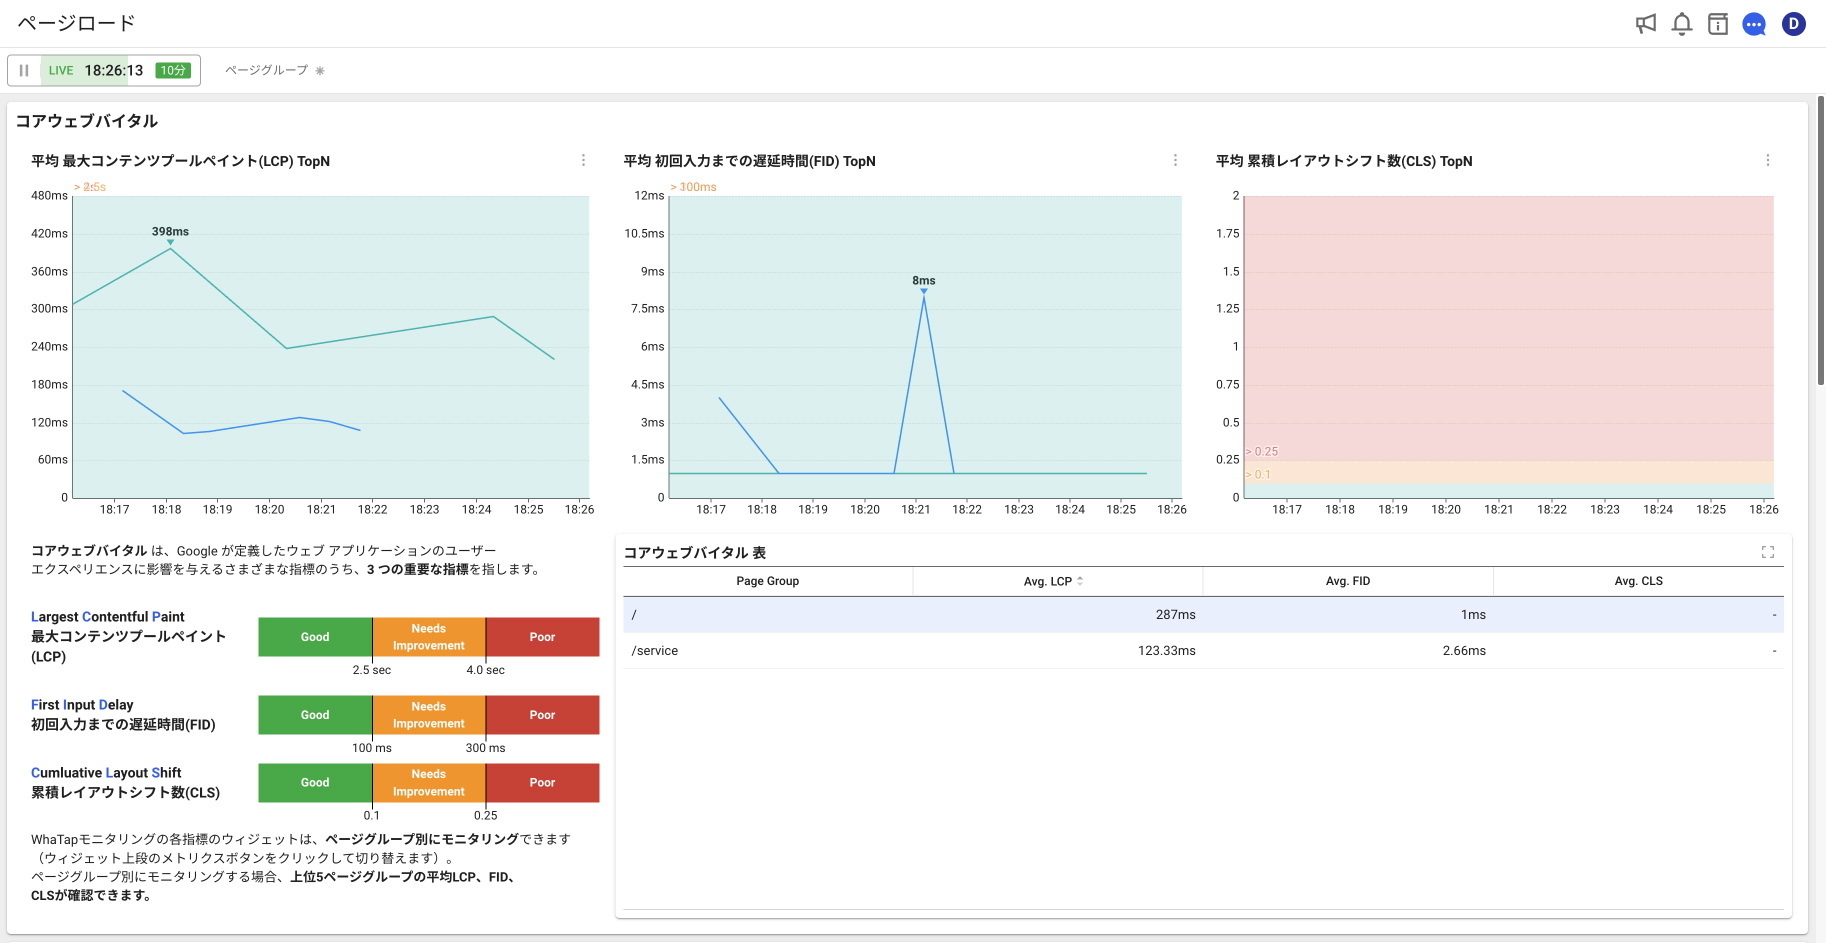 ページロード
D
LIVE 18:26:13 10分
ページグループ ✳
コアウェブバイタル
平均 最大コンテンツプールペイント(LCP) TopN
480ms
420ms
360ms
300ms
240ms
180ms
120ms
60ms
0
398ms
18:17 18:18 18:19 18:20 18:21 18:22 18:23 18:24 18:25 18:26
平均 初回入力までの遅延時間(FID) TopN
> 100ms
12ms
10.5ms
9ms
7.5ms
6ms
4.5ms
3ms
1.5ms
0
8ms
18:17 18:18 18:19 18:20 18:21 18:22 18:23 18:24 18:25 18:26
平均 累積レイアウトシフト数(CLS) TopN
2
1.75
1.5
1.25
1
0.75
0.5
0.25
0
> 0.25
> 0.1
18:17 18:18 18:19 18:20 18:21 18:22 18:23 18:24 18:25 18:26
コアウェブバイタル は、Google が定義したウェブ アプリケーションのユーザー
エクスペリエンスに影響を与えるさまざまな指標のうち、3 つの重要な指標を指します。
Largest Contentful Paint
最大コンテンツプールペイント
(LCP)
Good
Needs
Improvement
Poor
2.5 sec 4.0 sec
First Input Delay
初回入力までの遅延時間(FID)
Good
Needs
Improvement
Poor
100 ms 300 ms
Cumluative Layout Shift
累積レイアウトシフト数(CLS)
Good
Needs
Improvement
Poor
0.1 0.25
WhaTapモニタリングの各指標のウィジェットは、ページグループ別にモニタリングできます
（ウィジェット上段のメトリクスボタンをクリックして切り替えます）。
ページグループ別にモニタリングする場合、上位5ページグループの平均LCP、FID、
CLSが確認できます。
コアウェブバイタル 表
Page Group Avg. LCP Avg. FID Avg. CLS
/ 287ms 1ms -
/service 123.33ms 2.66ms -